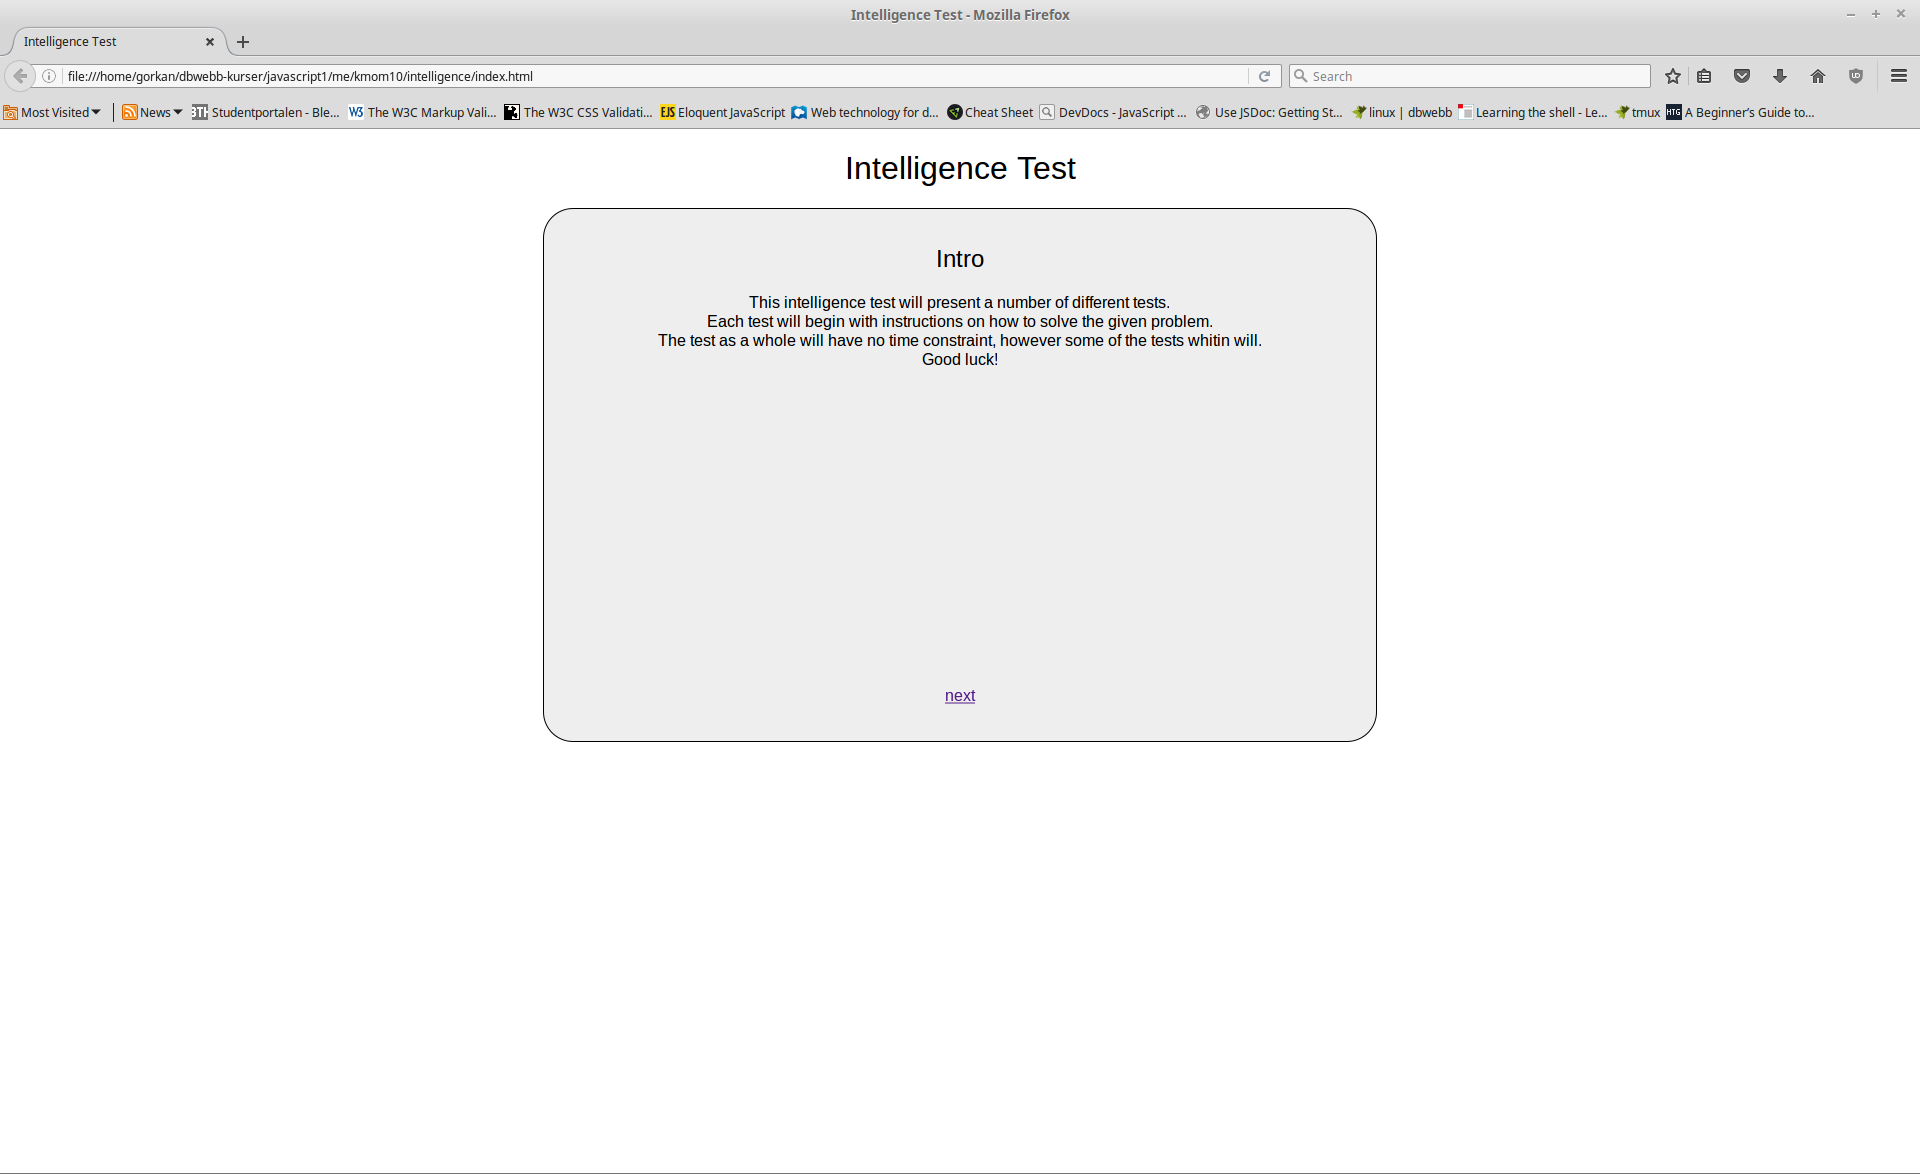 Intelligence Test - Mozilla Firefox
Intelligence Test
file:///home/gorkan/dbwebb-kurser/javascript1/me/kmom10/intelligence/index.html
Search
Most Visited
News
BTH Studentportalen - Ble...
W3 The W3C Markup Vali...
The W3C CSS Validati...
EJS Eloquent JavaScript
Web technology for d...
Cheat Sheet
DevDocs - JavaScript ...
Use JSDoc: Getting St...
linux | dbwebb
Learning the shell - Le...
tmux
HTG A Beginner’s Guide to...
Intelligence Test
Intro
This intelligence test will present a number of different tests.
Each test will begin with instructions on how to solve the given problem.
The test as a whole will have no time constraint, however some of the tests whitin will.
Good luck!
next